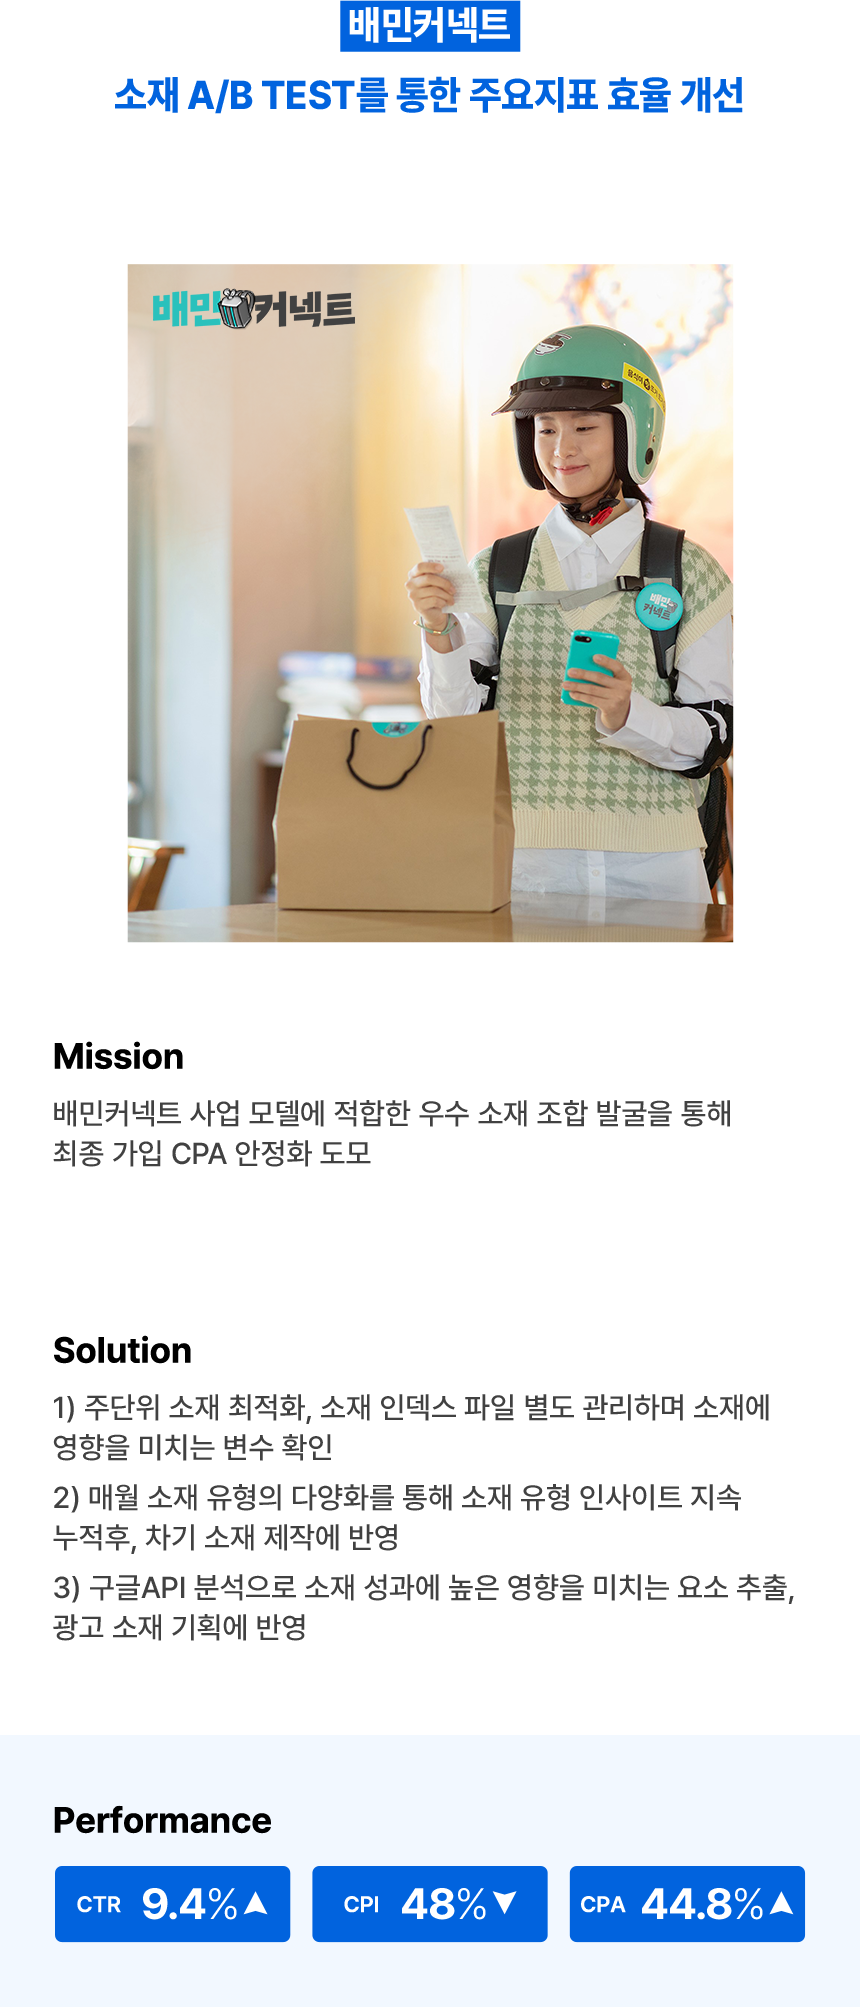 배민커넥트
소재 A/B TEST를 통한 주요지표 효율 개선
배민커넥트
배민
커넥트
Mission
배민커넥트 사업 모델에 적합한 우수 소재 조합 발굴을 통해
최종 가입 CPA 안정화 도모
Solution
1) 주단위 소재 최적화, 소재 인덱스 파일 별도 관리하며 소재에
영향을 미치는 변수 확인
2) 매월 소재 유형의 다양화를 통해 소재 유형 인사이트 지속
누적후, 차기 소재 제작에 반영
3) 구글API 분석으로 소재 성과에 높은 영향을 미치는 요소 추출,
광고 소재 기획에 반영
Performance
CTR 9.4%▲ CPI 48%▼ CPA 44.8%▲